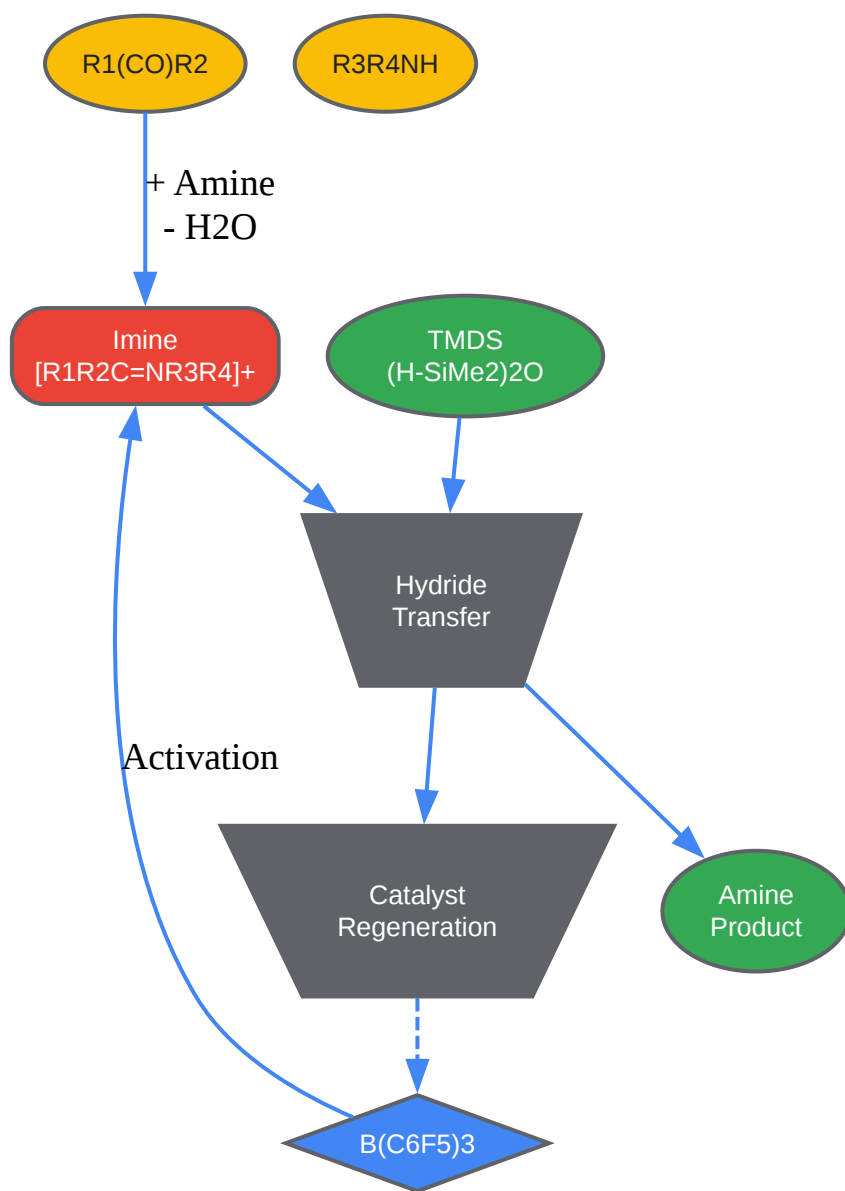 R1(CO)R2
R3R4NH
+ Amine
- H2O
Imine
[R1R2C=NR3R4]+
TMDS
(H-SiMe2)2O
Hydride
Transfer
Activation
Catalyst
Regeneration
Amine
Product
B(C6F5)3